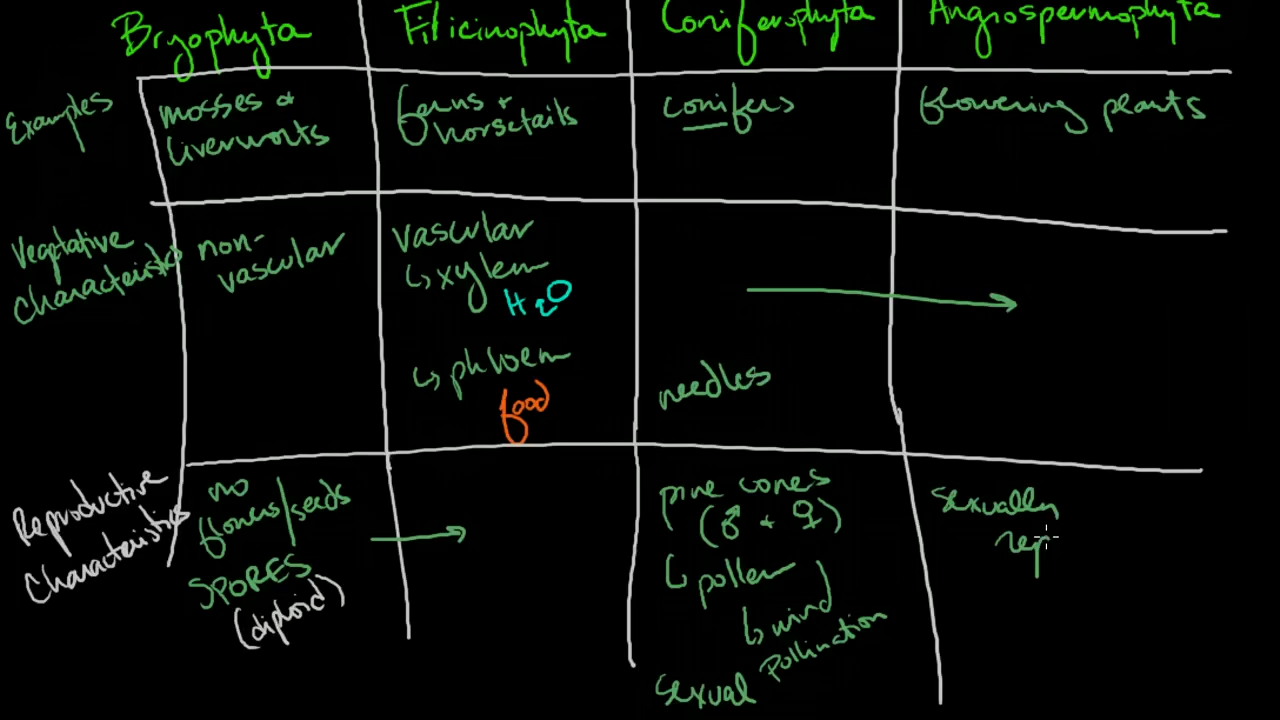 Bryophyta
Filicinophyta
Coniferophyta
Angiospermophyta
Examples
mosses +
liverworts
ferns +
horsetails
conifers
flowering plants
Vegetative
characteristics
non-
vascular
vascular
↳ xylem
H2O
↳ phloem
food
needles
Reproductive
Characteristics
no
flowers/seeds
SPORES
(diploid)
pine cones
(♂ + ♀)
↳ pollen
↳ wind
Pollination
sexual
sexually
rep